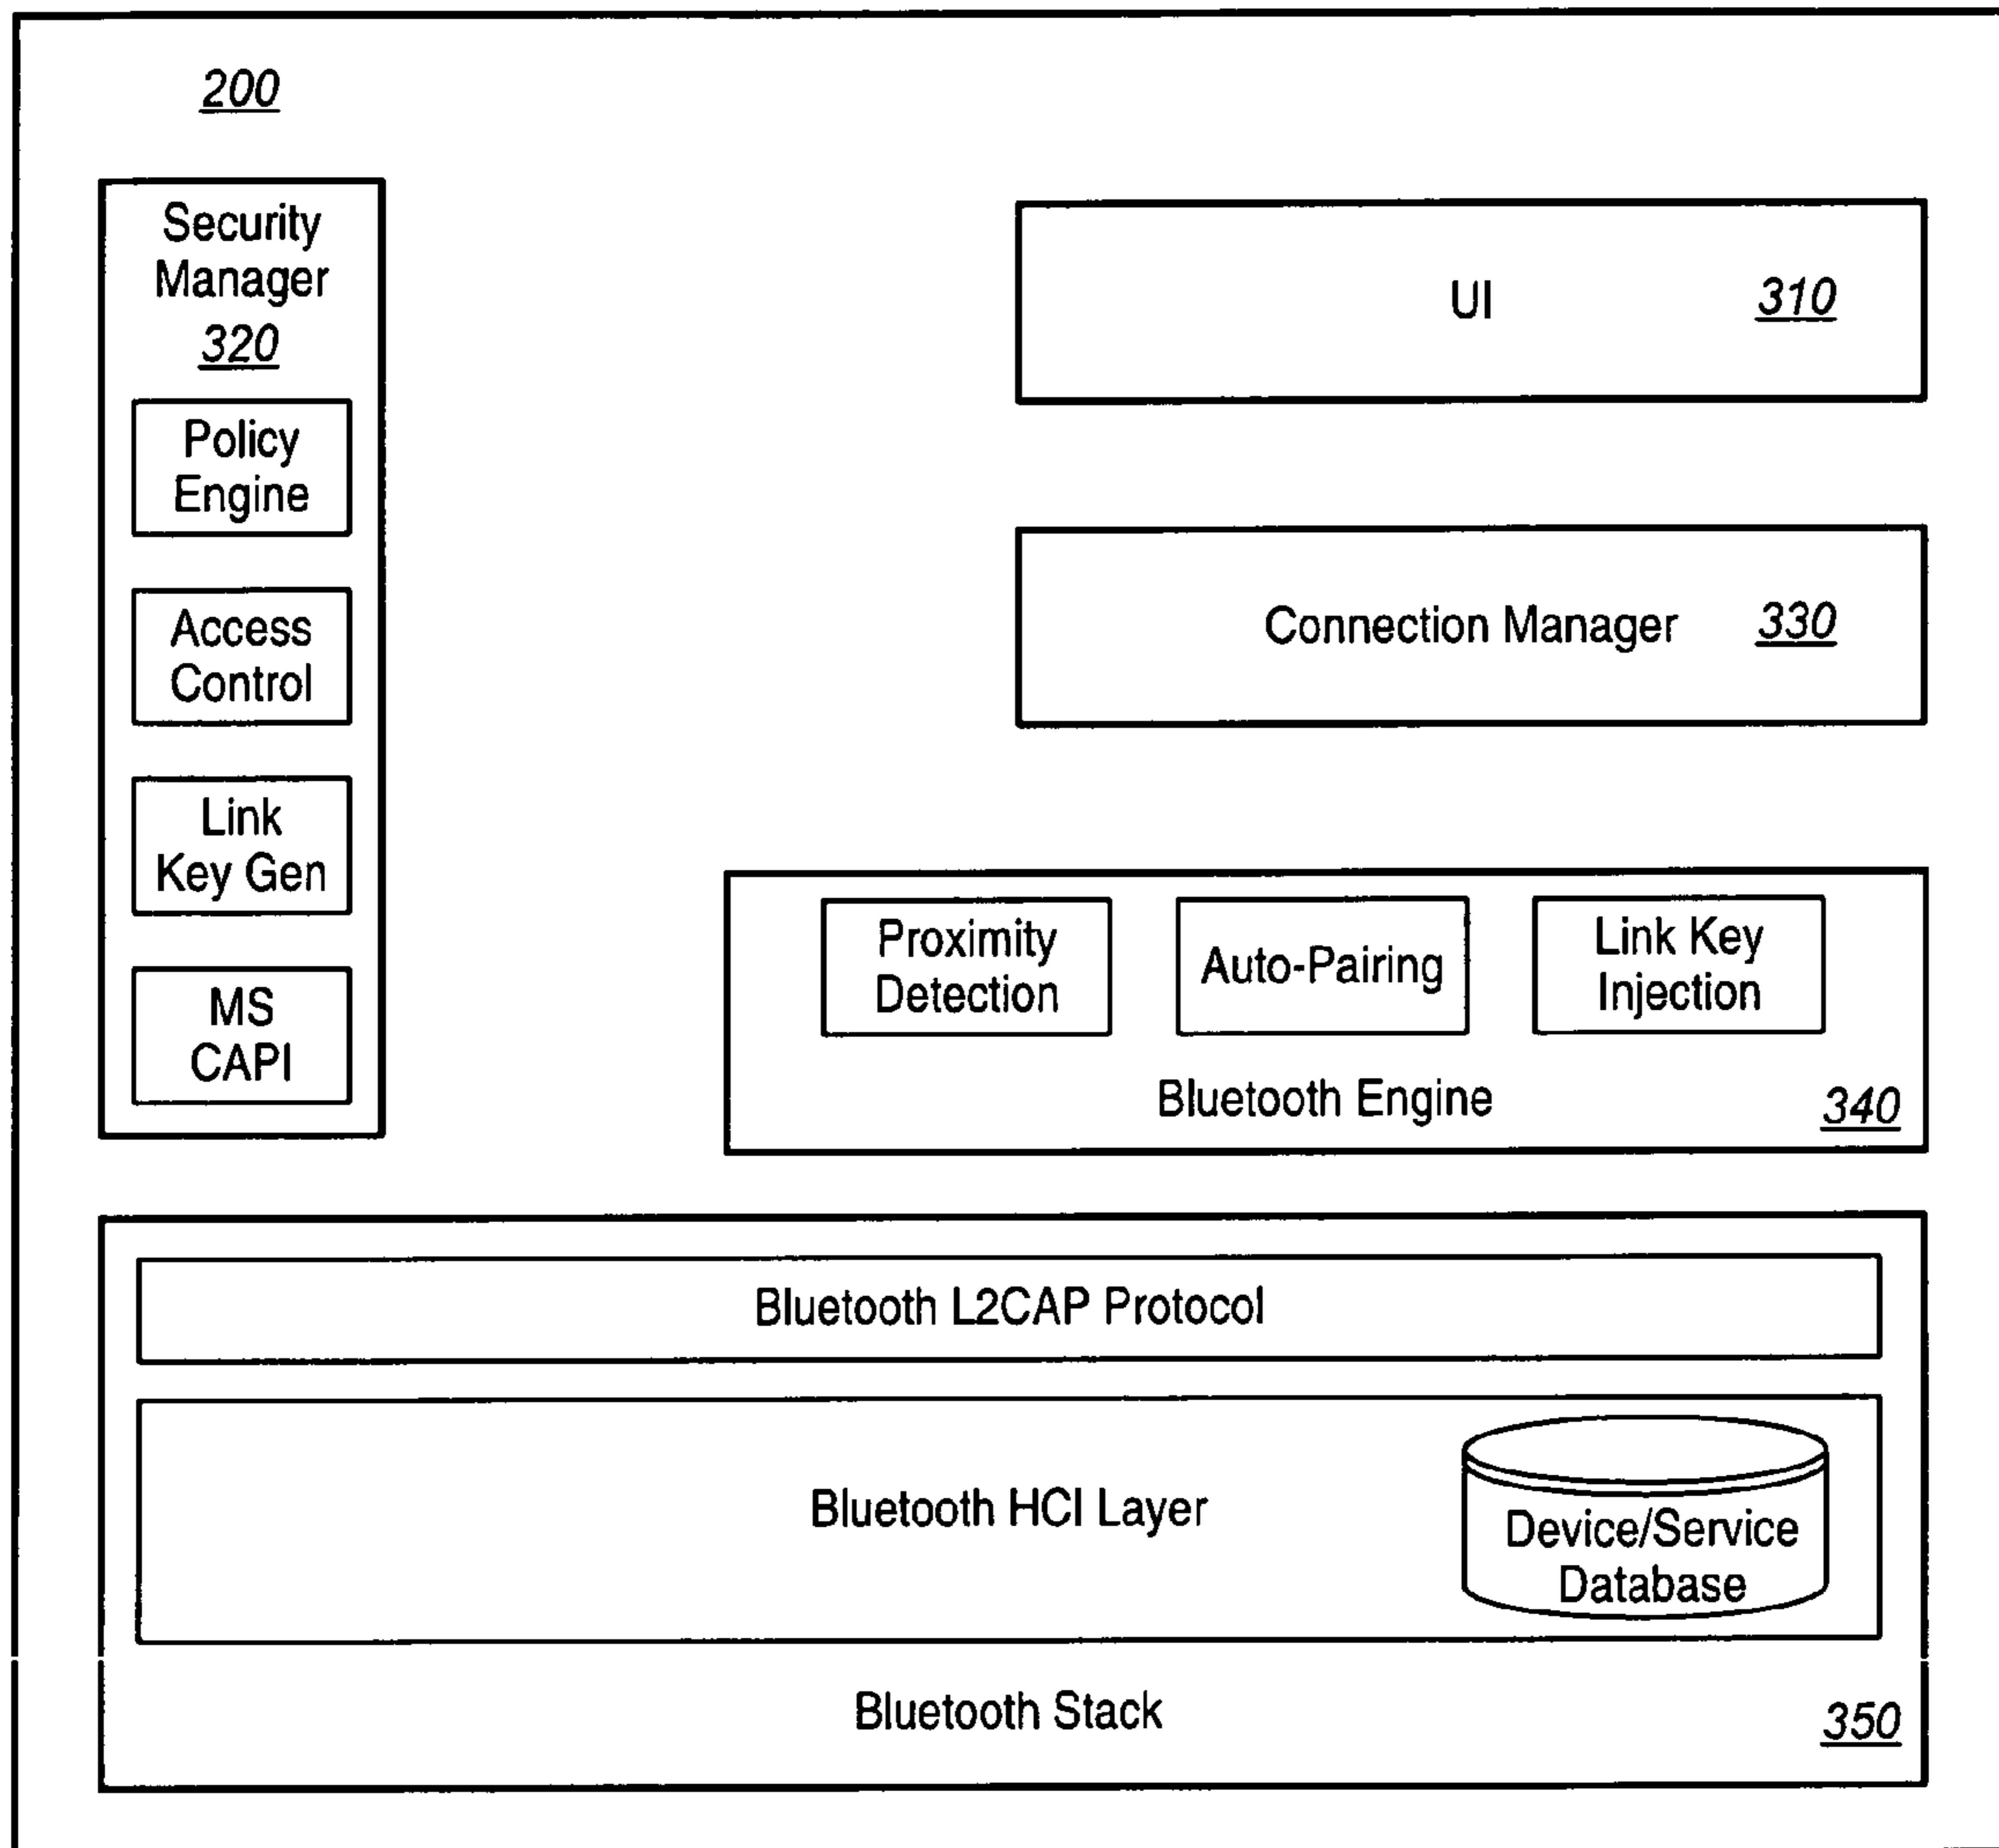 200
Security
Manager
320
Policy
Engine
Access
Control
Link
Key Gen
MS
CAPI
UI 310
Connection Manager 330
Proximity
Detection
Auto-Pairing
Link Key
Injection
Bluetooth Engine 340
Bluetooth L2CAP Protocol
Bluetooth HCI Layer
Device/Service
Database
Bluetooth Stack 350